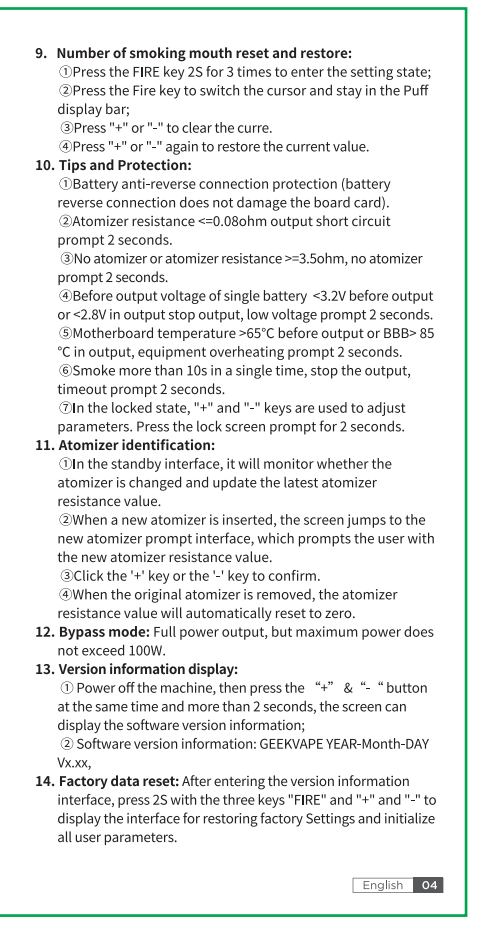 9. Number of smoking mouth reset and restore:
①Press the FIRE key 2S for 3 times to enter the setting state;
②Press the Fire key to switch the cursor and stay in the Puff
display bar;
③Press "+" or "-" to clear the curre.
④Press "+" or "-" again to restore the current value.
10. Tips and Protection:
①Battery anti-reverse connection protection (battery
reverse connection does not damage the board card).
②Atomizer resistance <=0.08ohm output short circuit
prompt 2 seconds.
③No atomizer or atomizer resistance >=3.5ohm, no atomizer
prompt 2 seconds.
④Before output voltage of single battery <3.2V before output
or <2.8V in output stop output, low voltage prompt 2 seconds.
⑤Motherboard temperature >65°C before output or BBB> 85
°C in output, equipment overheating prompt 2 seconds.
⑥Smoke more than 10s in a single time, stop the output,
timeout prompt 2 seconds.
⑦In the locked state, "+" and "-" keys are used to adjust
parameters. Press the lock screen prompt for 2 seconds.
11. Atomizer identification:
①In the standby interface, it will monitor whether the
atomizer is changed and update the latest atomizer
resistance value.
②When a new atomizer is inserted, the screen jumps to the
new atomizer prompt interface, which prompts the user with
the new atomizer resistance value.
③Click the '+' key or the '-' key to confirm.
④When the original atomizer is removed, the atomizer
resistance value will automatically reset to zero.
12. Bypass mode: Full power output, but maximum power does
not exceed 100W.
13. Version information display:
① Power off the machine, then press the “+” & “- “ button
at the same time and more than 2 seconds, the screen can
display the software version information;
② Software version information: GEEKVAPE YEAR-Month-DAY
Vx.xx,
14. Factory data reset: After entering the version information
interface, press 2S with the three keys "FIRE" and "+" and "-" to
display the interface for restoring factory Settings and initialize
all user parameters.
English 04